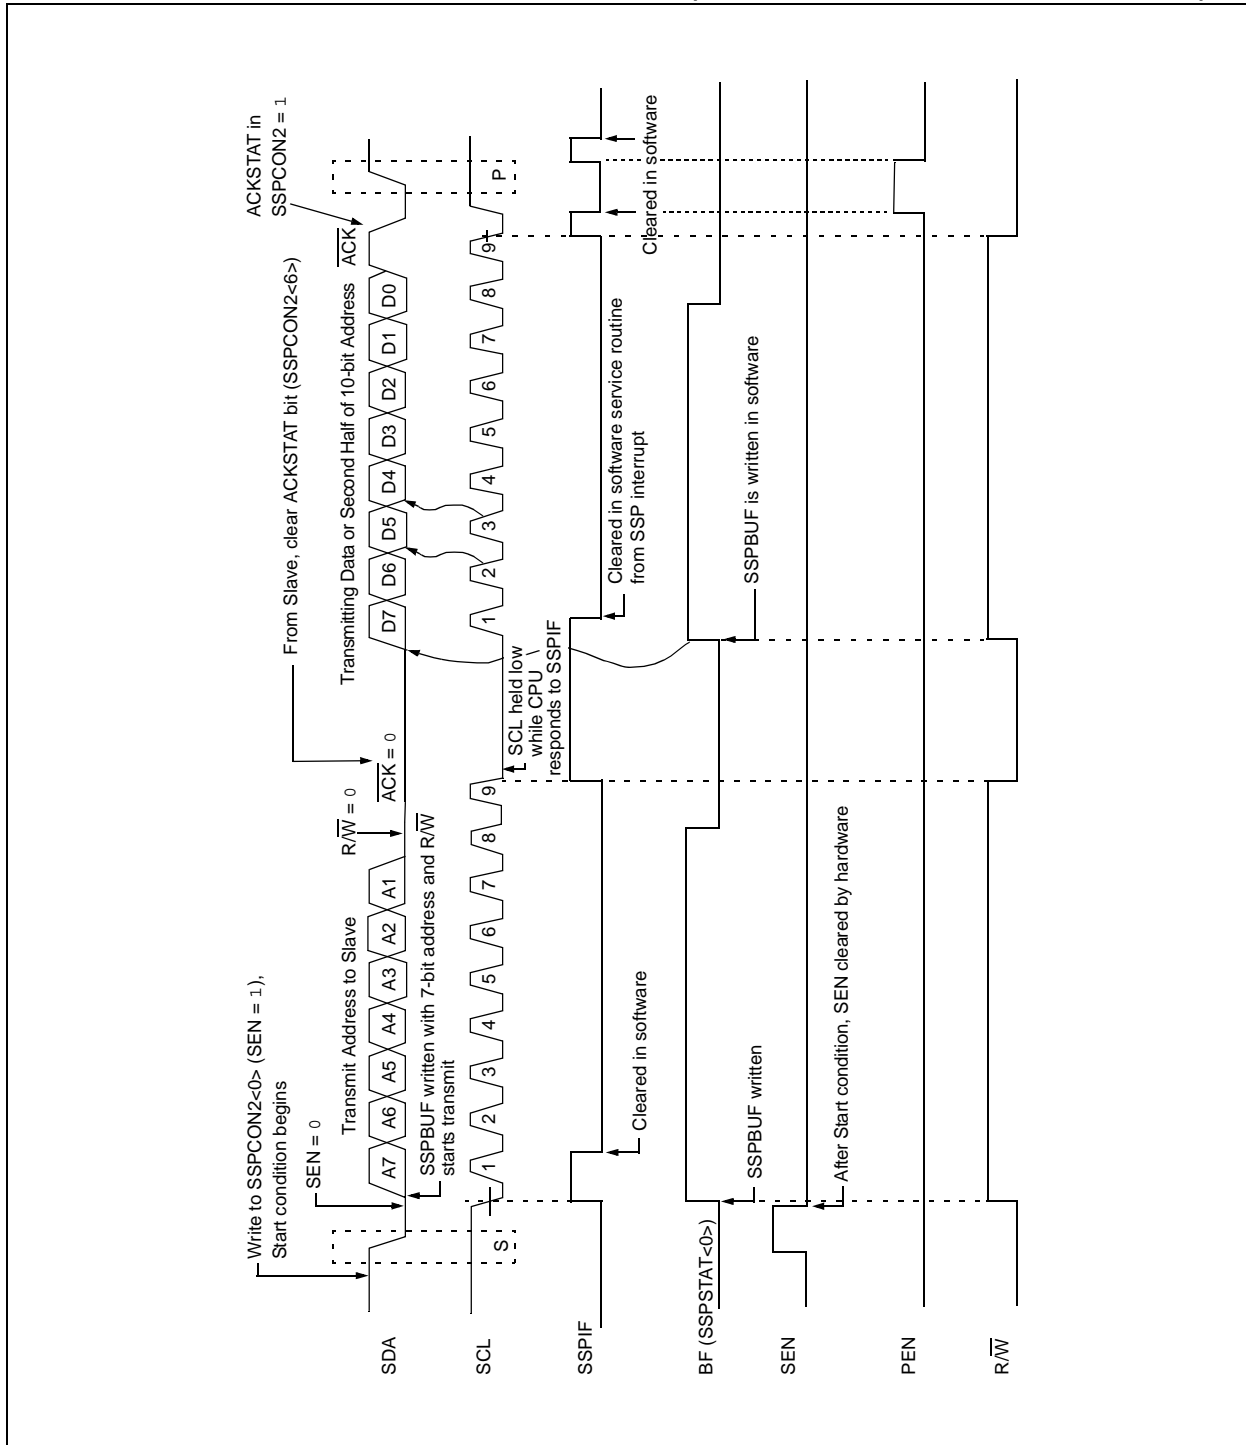 Write to SSPCON2<0> (SEN = 1),
Start condition begins
SEN = 0
Transmit Address to Slave
R/W = 0
From Slave, clear ACKSTAT bit (SSPCON2<6>)
ACK = 0
Transmitting Data or Second Half of 10-bit Address
ACK
ACKSTAT in
SSPCON2 = 1
SDA
A7 A6 A5 A4 A3 A2 A1
D7 D6 D5 D4 D3 D2 D1 D0
SSPBUF written with 7-bit address and R/W
starts transmit
SCL
S
1 2 3 4 5 6 7 8 9
1 2 3 4 5 6 7 8 9
P
SCL held low
while CPU
responds to SSPIF
SSPIF
Cleared in software
Cleared in software service routine
from SSP interrupt
Cleared in software
Cleared in software
BF (SSPSTAT<0>)
SSPBUF written
SSPBUF is written in software
SEN
After Start condition, SEN cleared by hardware
PEN
R/W